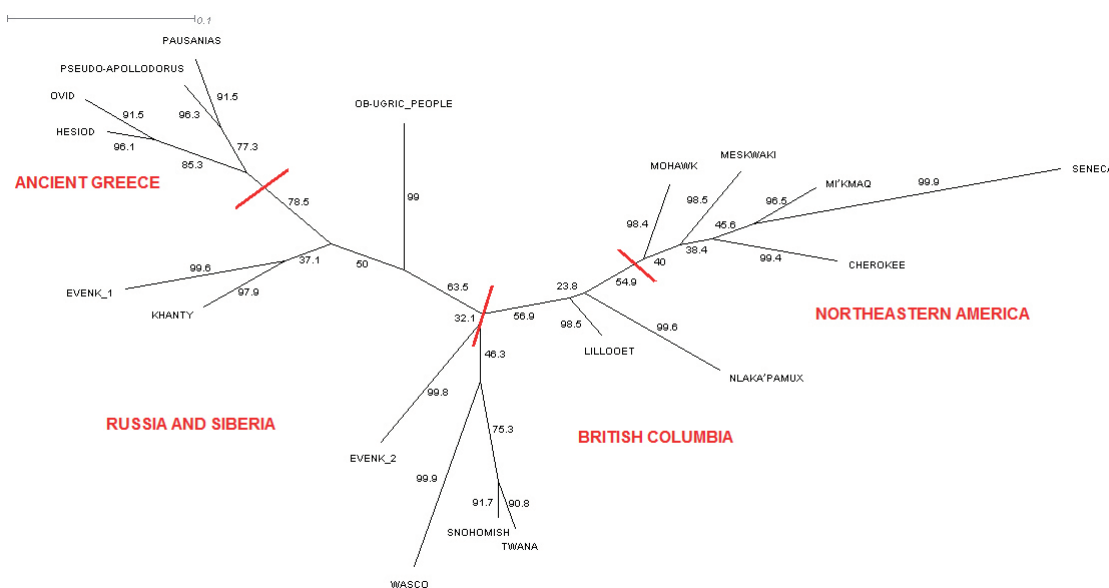 0.1
PAUSANIAS
PSEUDO-APOLLODORUS
OVID
91.5
91.5
96.3
HESIOD
96.1
77.3
85.3
ANCIENT GREECE
78.5
OB-UGRIC_PEOPLE
99
50
63.5
99.6
37.1
EVENK_1
97.9
KHANTY
32.1
56.9
23.8
46.3
98.5
LILLOOET
99.6
NLAKA'PAMUX
54.9
40
98.4
MOHAWK
MESKWAKI
98.5
38.4
45.6
MI'KMAQ
96.5
99.9
SENECA
99.4
CHEROKEE
NORTHEASTERN AMERICA
RUSSIA AND SIBERIA
BRITISH COLUMBIA
99.8
EVENK_2
75.3
99.9
91.7
90.8
SNOHOMISH
TWANA
WASCO